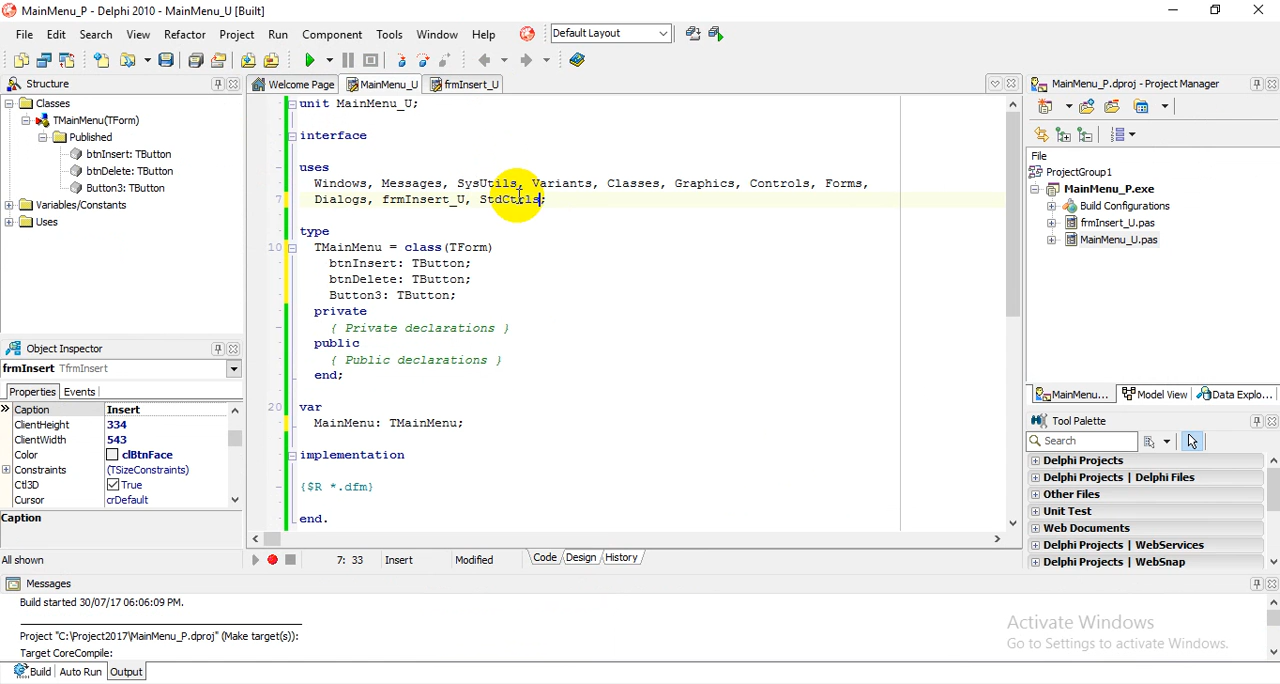 MainMenu_P - Delphi 2010 - MainMenu_U [Built]
File Edit Search View Refactor Project Run Component Tools Window Help Default Layout
Structure
Classes
TMainMenu(TForm)
Published
btnInsert: TButton
btnDelete: TButton
Button3: TButton
Variables/Constants
Uses
Object Inspector
frmInsert TfrmInsert
Properties Events
Caption Insert
ClientHeight 334
ClientWidth 543
Color clBtnFace
Constraints (TSizeConstraints)
Ctl3D True
Cursor crDefault
Caption
All shown
Welcome Page MainMenu_U frmInsert_U
unit MainMenu_U;
interface
uses
Windows, Messages, SysUtils, Variants, Classes, Graphics, Controls, Forms,
7 Dialogs, frmInsert_U, StdCtrls;
type
10 TMainMenu = class(TForm)
btnInsert: TButton;
btnDelete: TButton;
Button3: TButton;
private
{ Private declarations }
public
{ Public declarations }
end;
20 var
MainMenu: TMainMenu;
implementation
{$R *.dfm}
end.
7: 33 Insert Modified Code Design History
MainMenu_P.dproj - Project Manager
File
ProjectGroup1
MainMenu_P.exe
Build Configurations
frmInsert_U.pas
MainMenu_U.pas
MainMenu... Model View Data Explo...
Tool Palette
Search
Delphi Projects
Delphi Projects | Delphi Files
Other Files
Unit Test
Web Documents
Delphi Projects | WebServices
Delphi Projects | WebSnap
Messages
Build started 30/07/17 06:06:09 PM.
Project "C:\Project2017\MainMenu_P.dproj" (Make target(s)):
Target CoreCompile:
Build Auto Run Output
Activate Windows
Go to Settings to activate Windows.